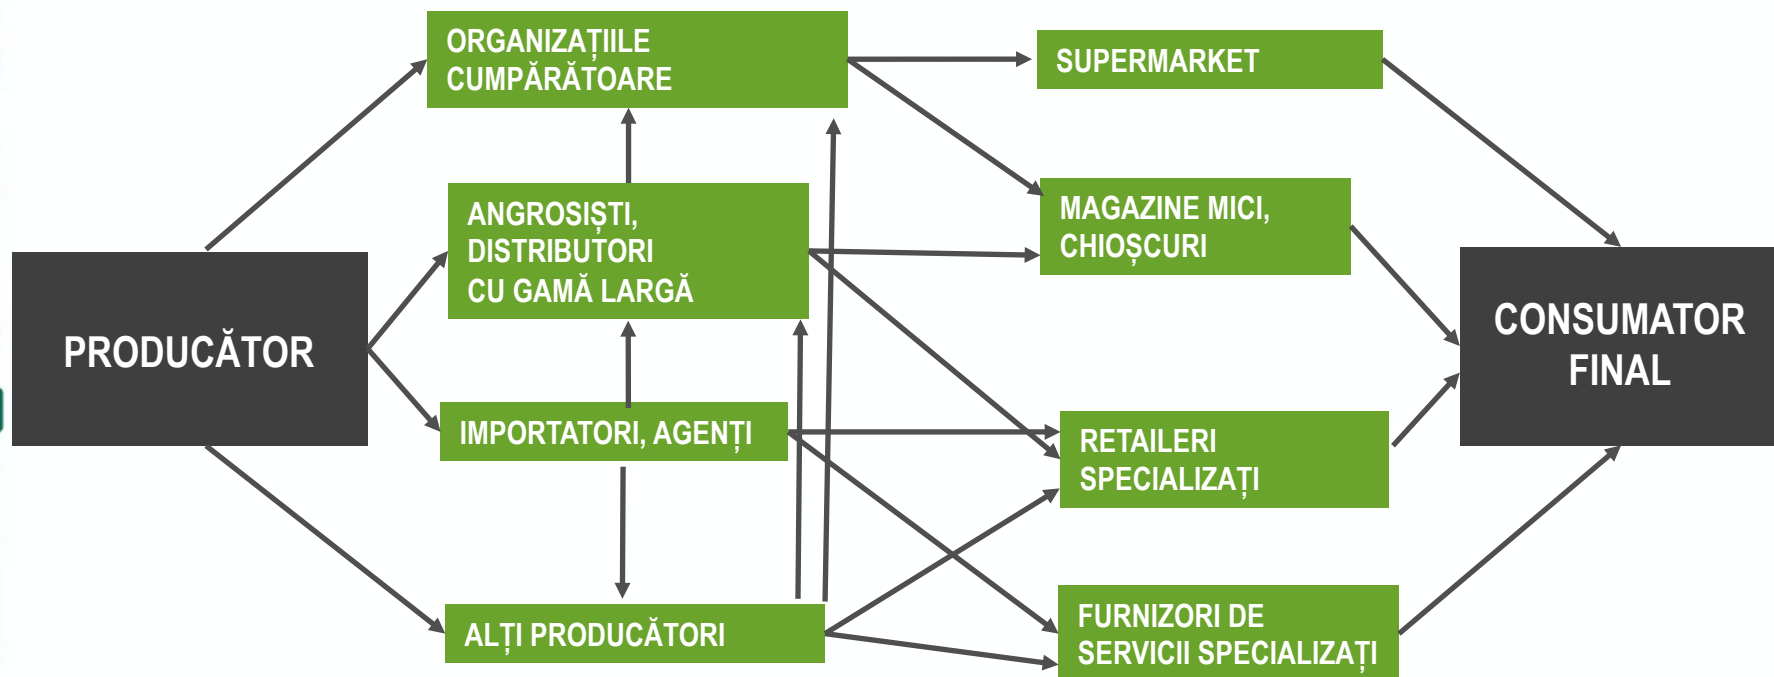 ORGANIZAȚIILE
CUMPĂRĂTOARE
SUPERMARKET
ANGROSIȘTI,
DISTRIBUTORI
CU GAMĂ LARGĂ
MAGAZINE MICI,
CHIOȘCURI
PRODUCĂTOR
CONSUMATOR
FINAL
IMPORTATORI, AGENȚI
RETAILERI
SPECIALIZAȚI
ALȚI PRODUCĂTORI
FURNIZORI DE
SERVICII SPECIALIZAȚI